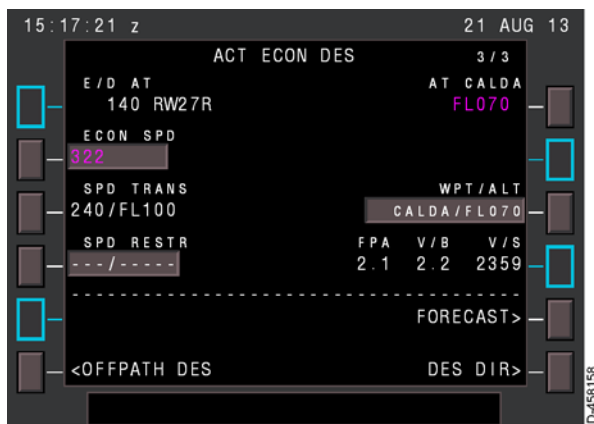 15:17:21 z 21 AUG 13
ACT ECON DES 3/3
E/D AT AT CALDA
140 RW27R FL070
ECON SPD
322
SPD TRANS WPT/ALT
240/FL100 CALDA/FL070
SPD RESTR FPA V/B V/S
---/----- 2.1 2.2 2359
--------------------------------------
FORECAST>
<OFFPATH DES DES DIR>
D-458158